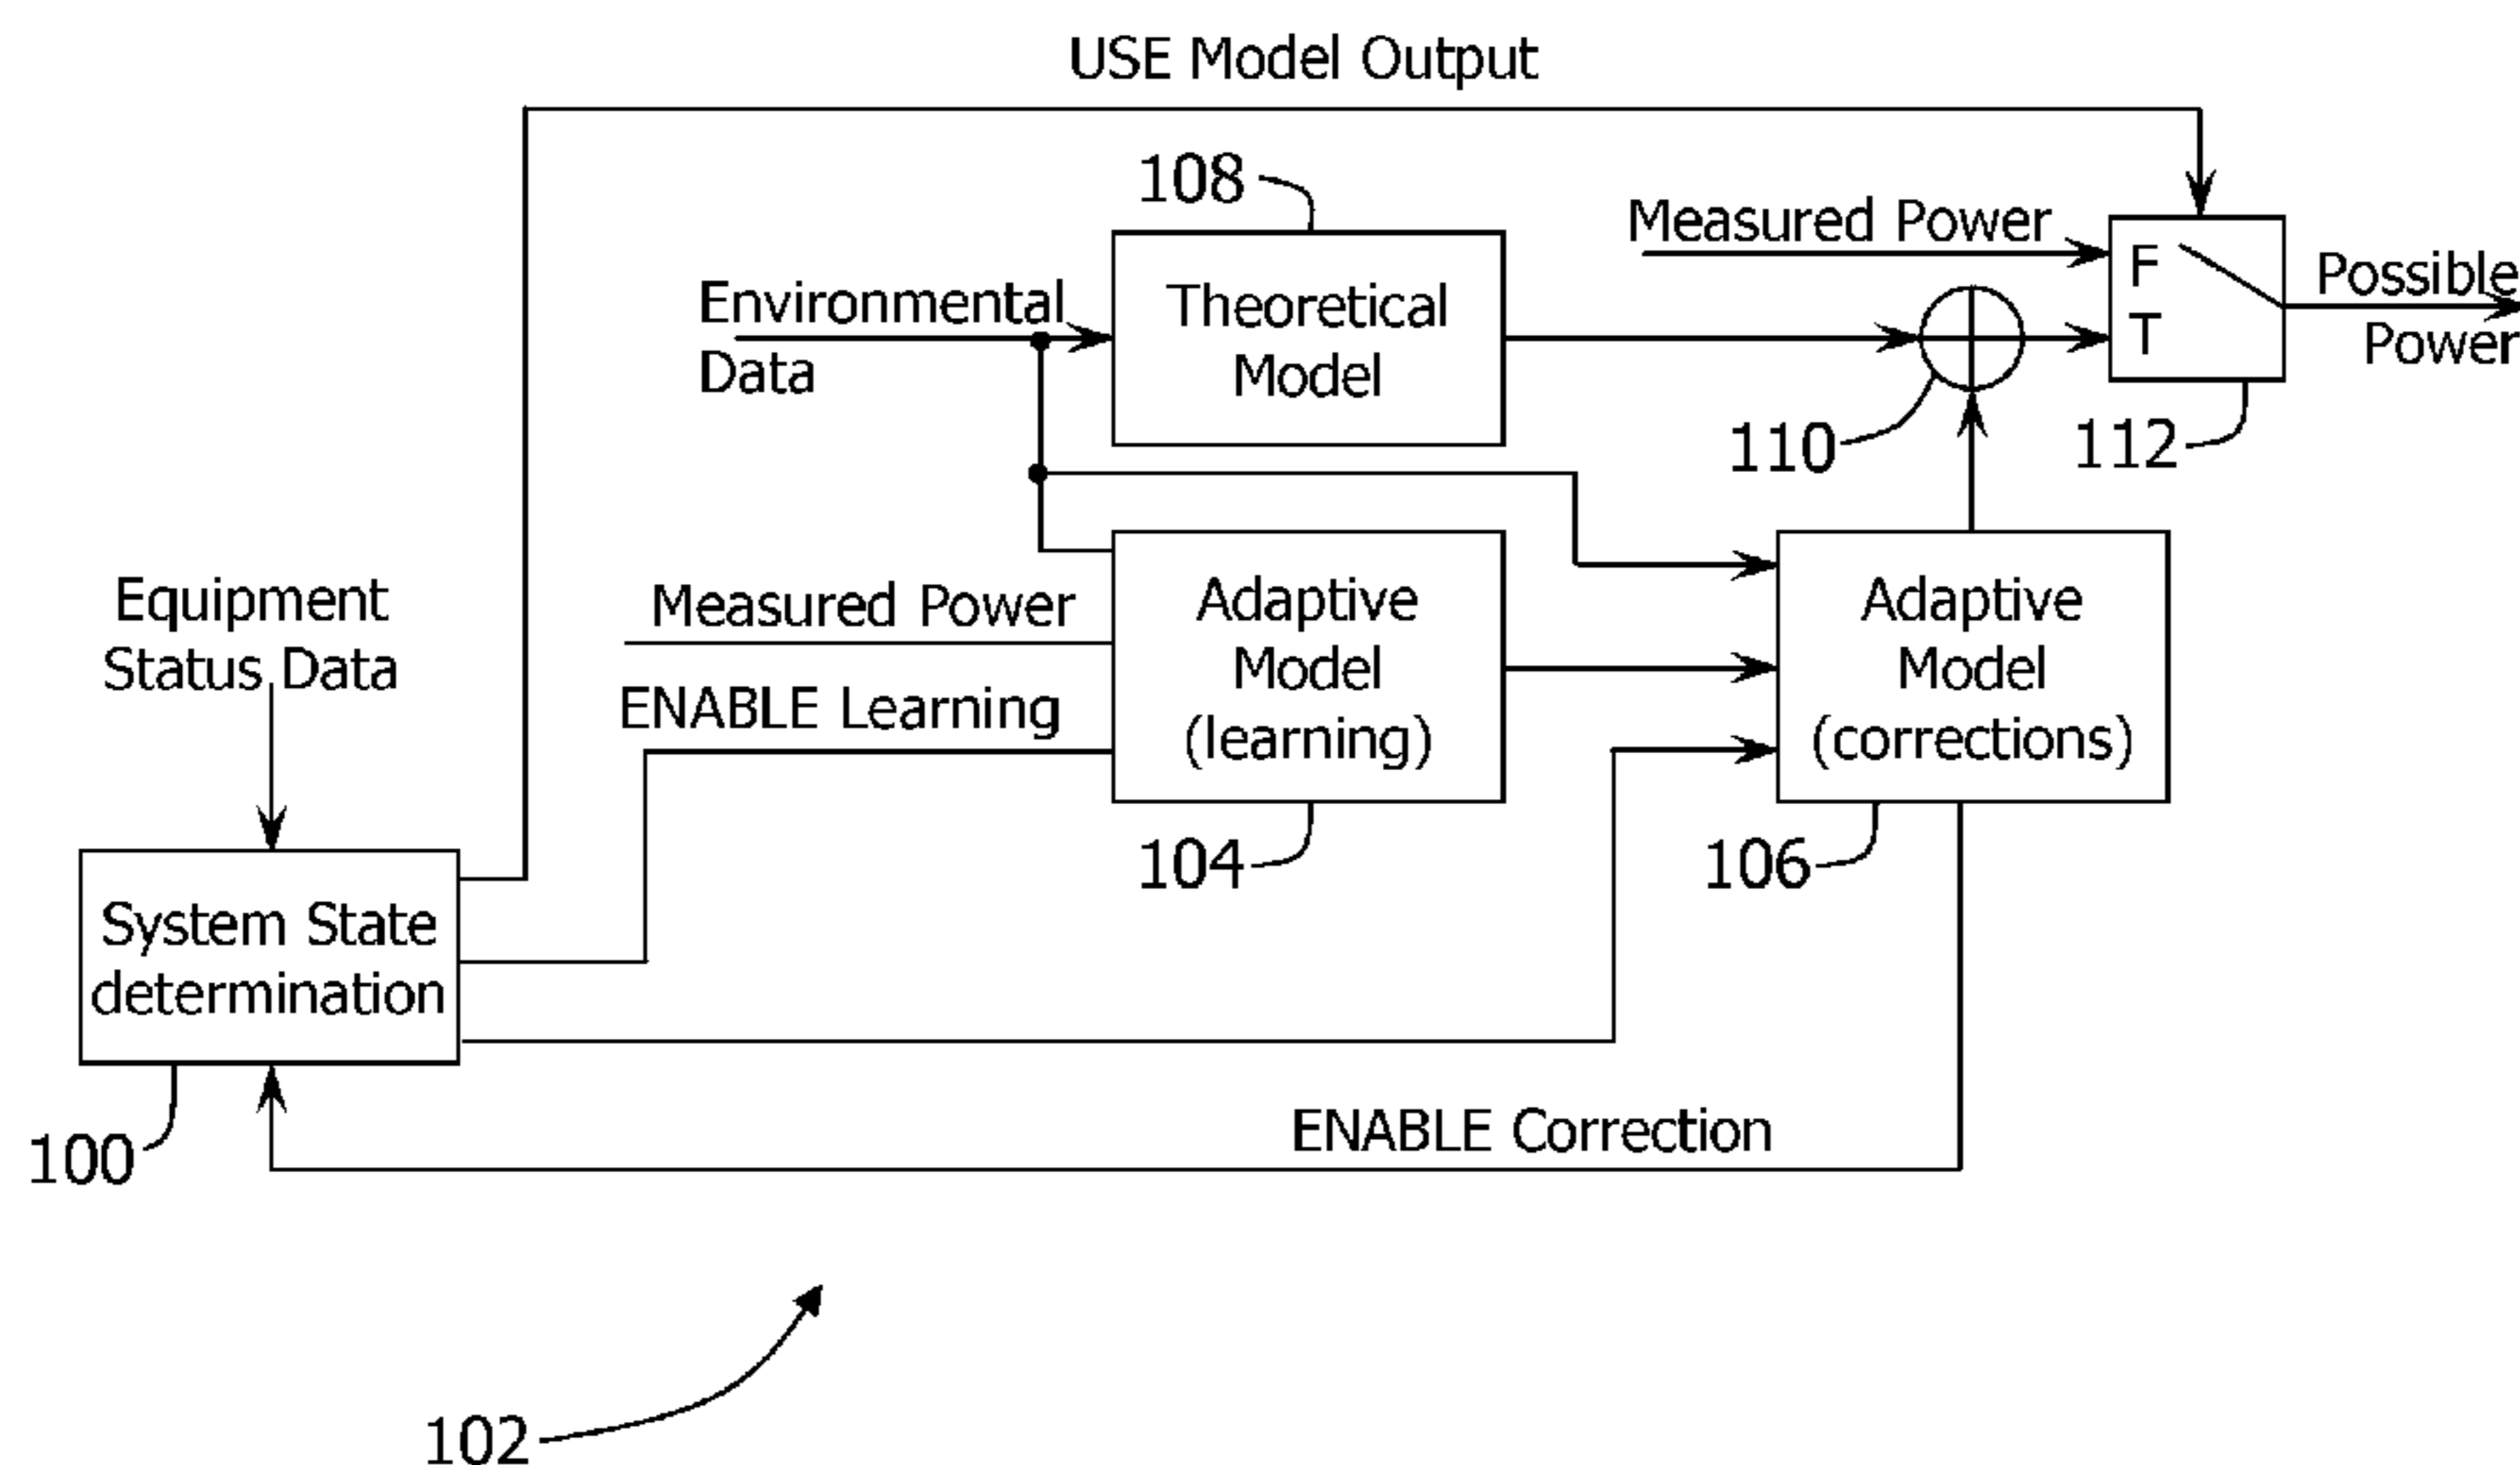 USE Model Output
108
Measured Power
F
T
Possible
Power
Environmental
Data
Theoretical
Model
110
112
Equipment
Status Data
Measured Power
ENABLE Learning
Adaptive
Model
(learning)
Adaptive
Model
(corrections)
104
106
System State
determination
100
ENABLE Correction
102